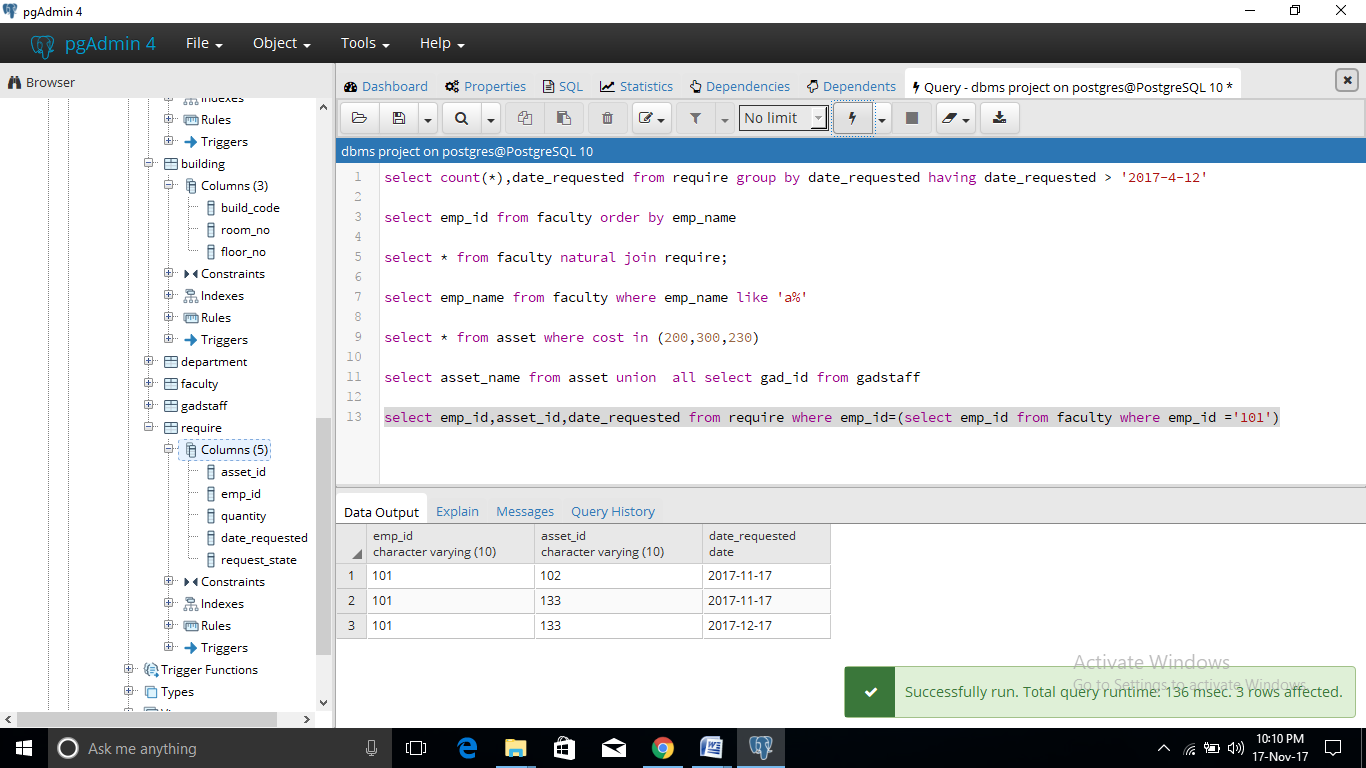 pgAdmin 4
pgAdmin 4 File Object Tools Help
Browser
Dashboard Properties SQL Statistics Dependencies Dependents Query - dbms project on postgres@PostgreSQL 10 *
No limit
dbms project on postgres@PostgreSQL 10
Indexes
Rules
Triggers
building
Columns (3)
build_code
room_no
floor_no
Constraints
Indexes
Rules
Triggers
department
faculty
gadstaff
require
Columns (5)
asset_id
emp_id
quantity
date_requested
request_state
Constraints
Indexes
Rules
Triggers
Trigger Functions
Types
1 select count(*),date_requested from require group by date_requested having date_requested > '2017-4-12'
2
3 select emp_id from faculty order by emp_name
4
5 select * from faculty natural join require;
6
7 select emp_name from faculty where emp_name like 'a%'
8
9 select * from asset where cost in (200,300,230)
10
11 select asset_name from asset union  all select gad_id from gadstaff
12
13 select emp_id,asset_id,date_requested from require where emp_id=(select emp_id from faculty where emp_id ='101')
Data Output Explain Messages Query History
emp_id asset_id date_requested
character varying (10) character varying (10) date
1 101 102 2017-11-17
2 101 133 2017-11-17
3 101 133 2017-12-17
Activate Windows
Go to Settings to activate Windows.
Successfully run. Total query runtime: 136 msec. 3 rows affected.
Ask me anything
10:10 PM
17-Nov-17